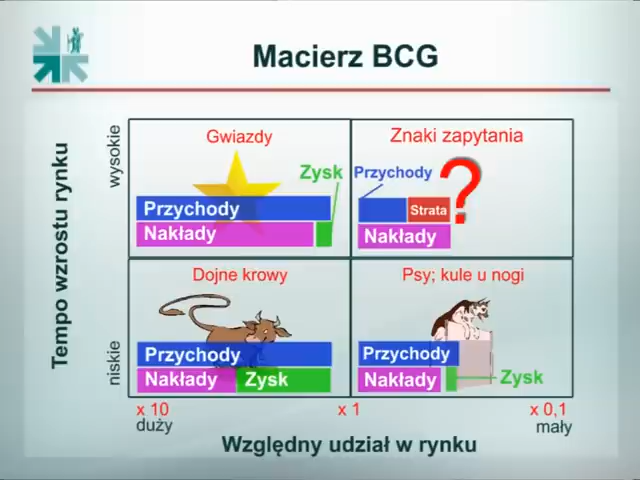 Macierz BCG
Tempo wzrostu rynku
wysokie
niskie
Gwiazdy
Zysk
Przychody
Nakłady
Znaki zapytania
Przychody
Strata
?
Nakłady
Dojne krowy
Przychody
Nakłady
Zysk
Psy; kule u nogi
Przychody
Nakłady
Zysk
x 10
x 1
x 0,1
duży
mały
Względny udział w rynku